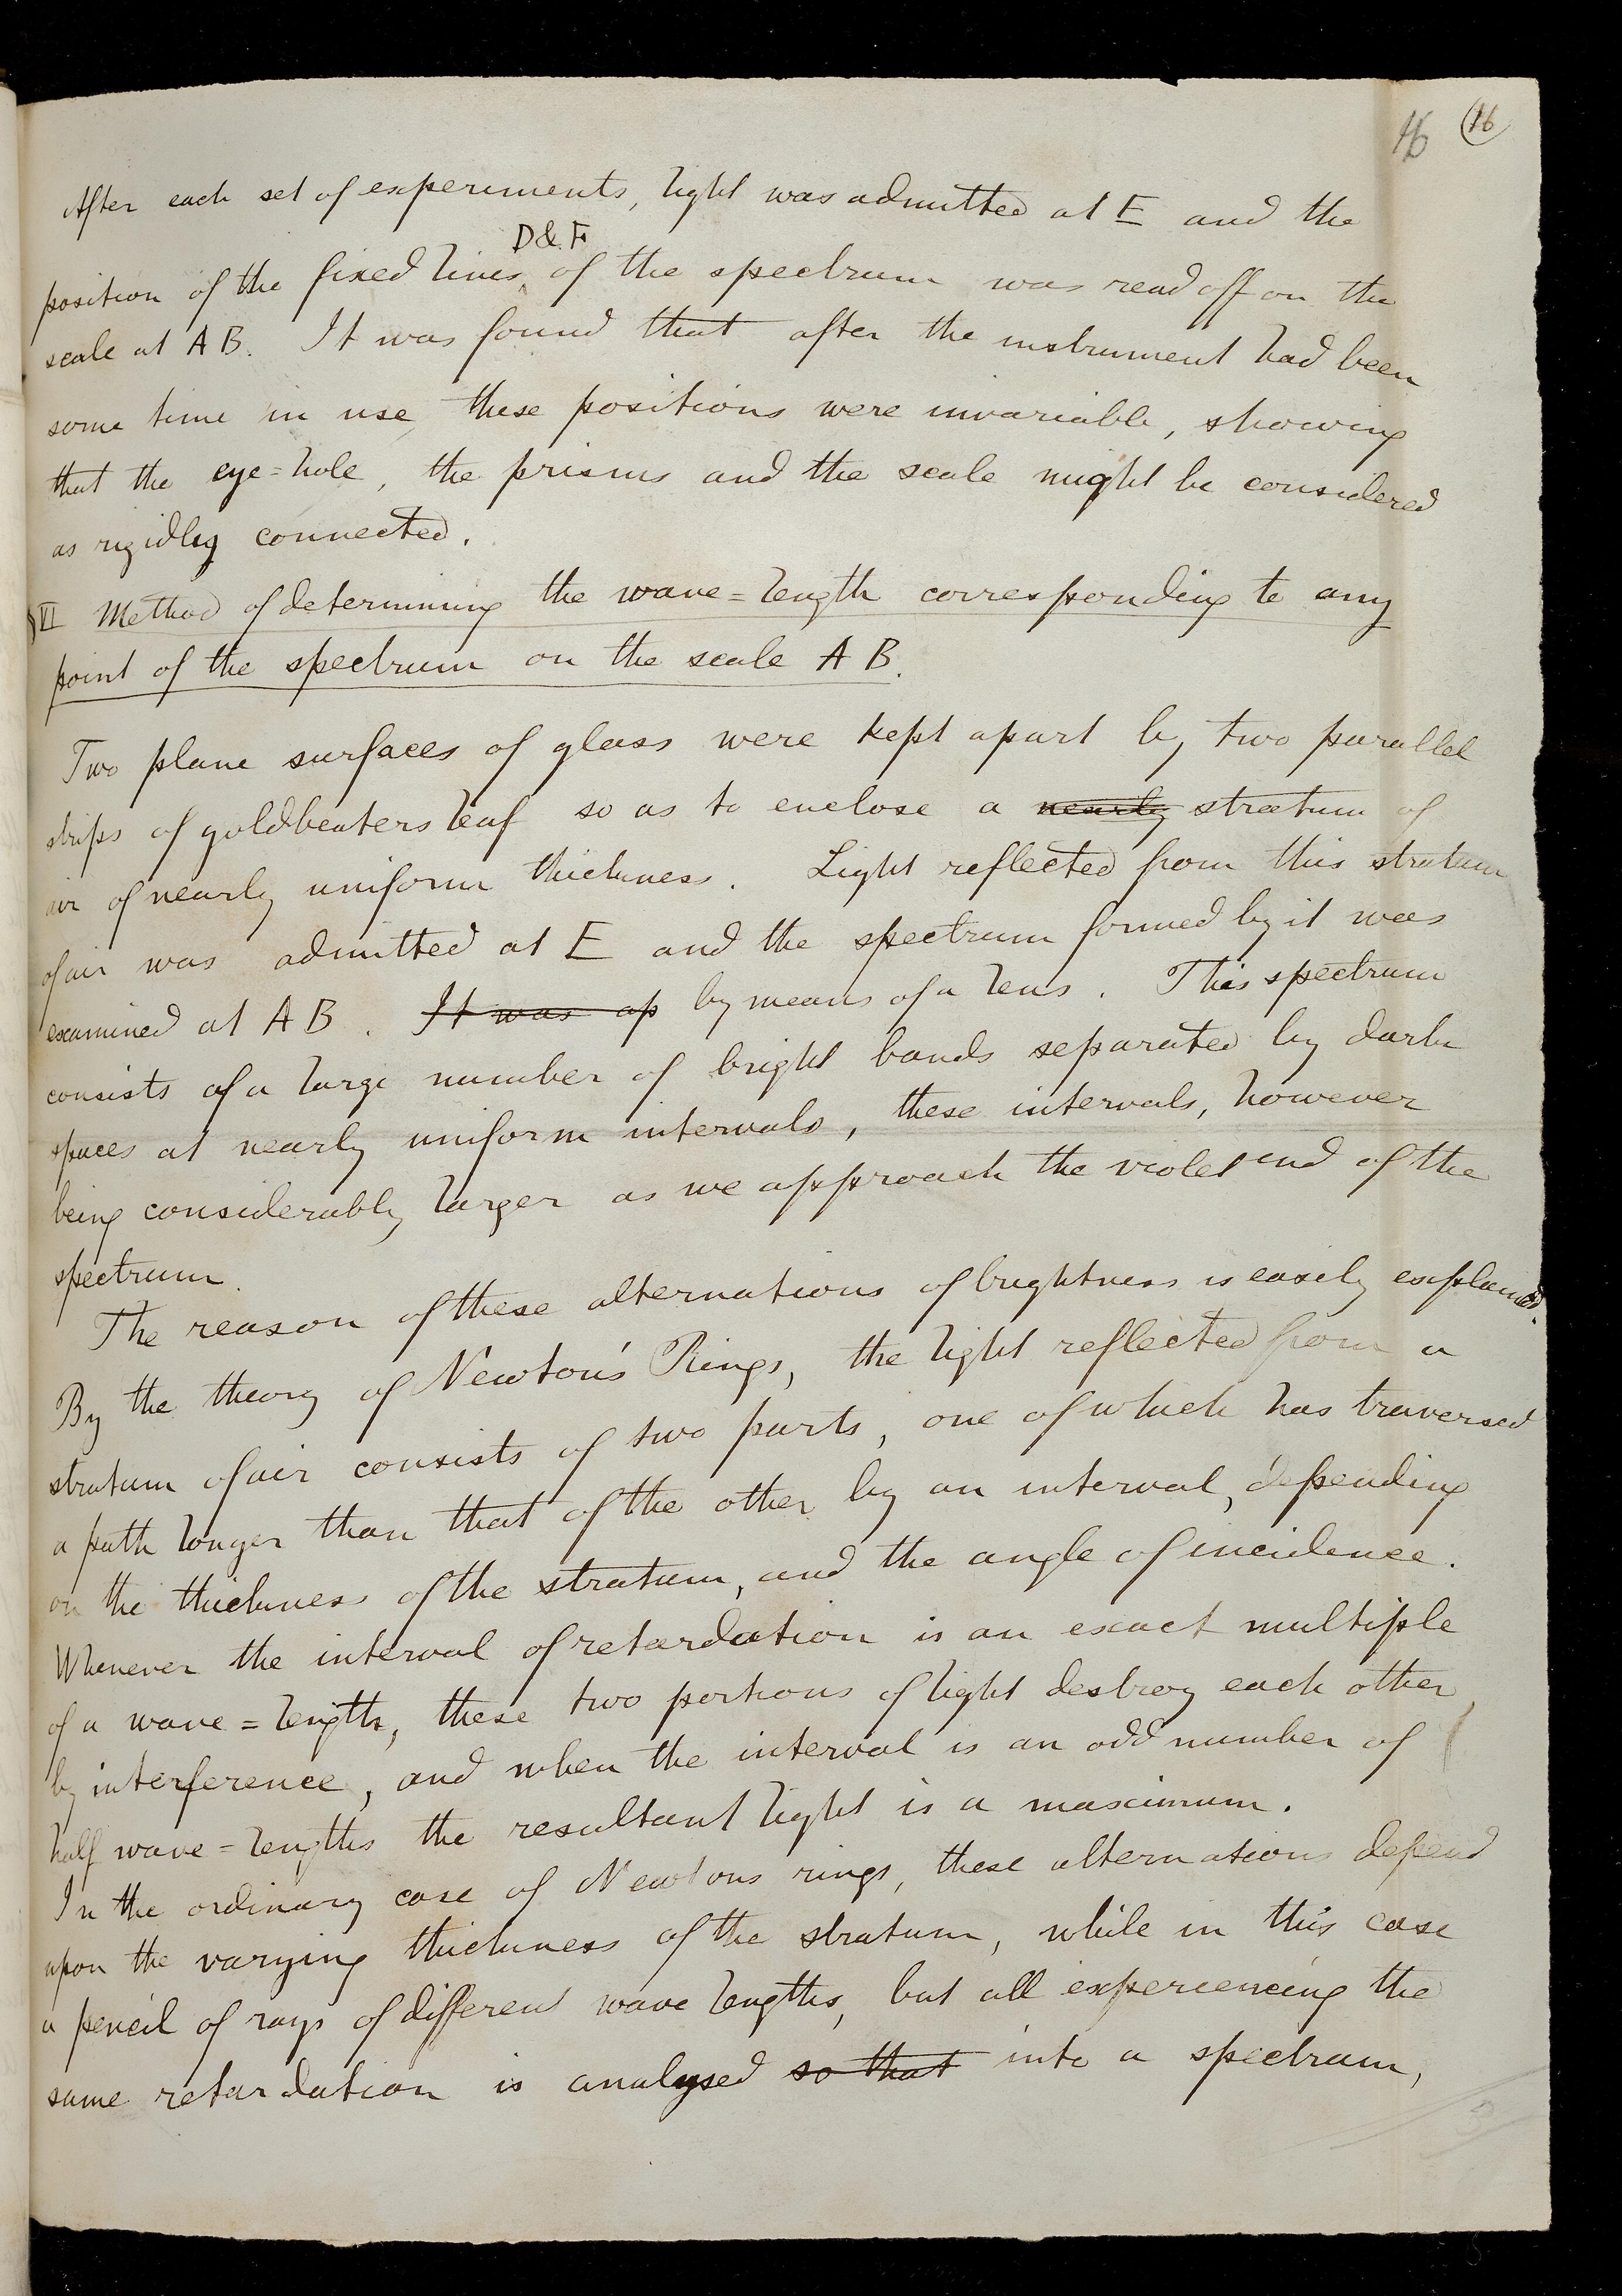 16 (16)
After each set of experiments, light was admitted at E and the
D & F
position of the fixed lines, of the spectrum was read off on the
scale at A B. It was found that after the instrument had been
some time in use, these positions were invariable, showing
that the eye=hole, the prisms and the scale might be considered
as rigidly connected.
§VI Method of determining the wave=length corresponding to any
point of the spectrum on the scale A B.
Two plane surfaces of glass were kept apart by two parallel
strips of goldbeaters leaf so as to enclose a nearly stratum of
air of nearly uniform thickness. Light reflected from this stratum
of air was admitted at E and the spectrum formed by it was
examined at A B. It was ap by means of a lens. This spectrum
consists of a large number of bright bands separated by dark
spaces at nearly uniform intervals, these intervals, however
being considerably larger as we approach the violet end of the
spectrum.
The reason of these alternations of brightness is easily explained.
By the theory of Newton's Rings, the light reflected from a
stratum of air consists of two parts, one of which has traversed
a path longer than that of the other by an interval, depending
on the thickness of the stratum, and the angle of incidence.
Whenever the interval of retardation is an exact multiple
of a wave=length, these two portions of light destroy each other
by interference, and when the interval is an odd number of
half wave=lengths the resultant light is a maximum.
In the ordinary case of Newtons rings, these alternations depend
upon the varying thickness of the stratum, while in this case
a pencil of rays of different wave lengths, but all experiencing the
same retardation is analysed so that into a spectrum,